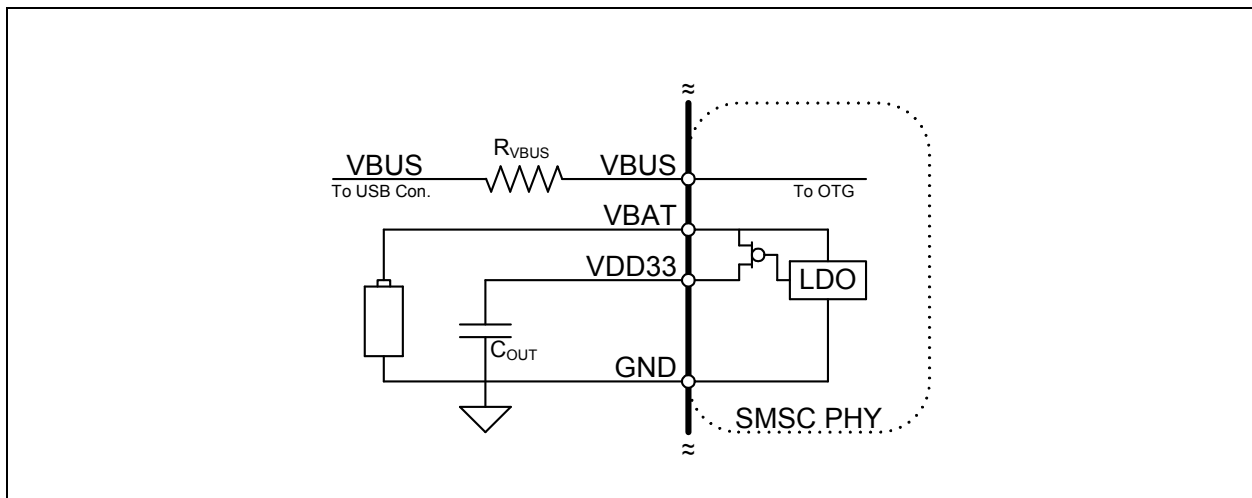 R_VBUS
VBUS
VBUS
To USB Con.
To OTG
VBAT
VDD33
LDO
C_OUT
GND
SMSC PHY